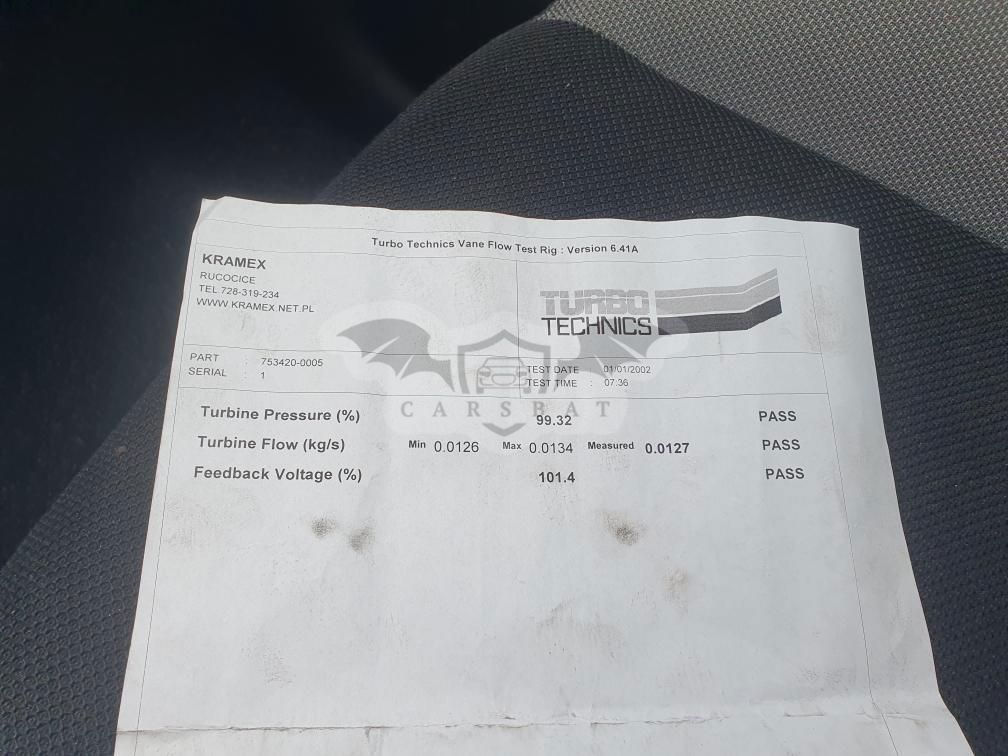 Turbo Technics Vane Flow Test Rig : Version 6.41A
KRAMEX
RUCOCICE
TEL.728-319-234
WWW.KRAMEX.NET.PL
TURBO
TECHNICS
PART : 753420-0005
SERIAL : 1
TEST DATE 01/01/2002
TEST TIME : 07:36
CARSBAT
Turbine Pressure (%) 99.32 PASS
Turbine Flow (kg/s) Min 0.0126 Max 0.0134 Measured 0.0127 PASS
Feedback Voltage (%) 101.4 PASS